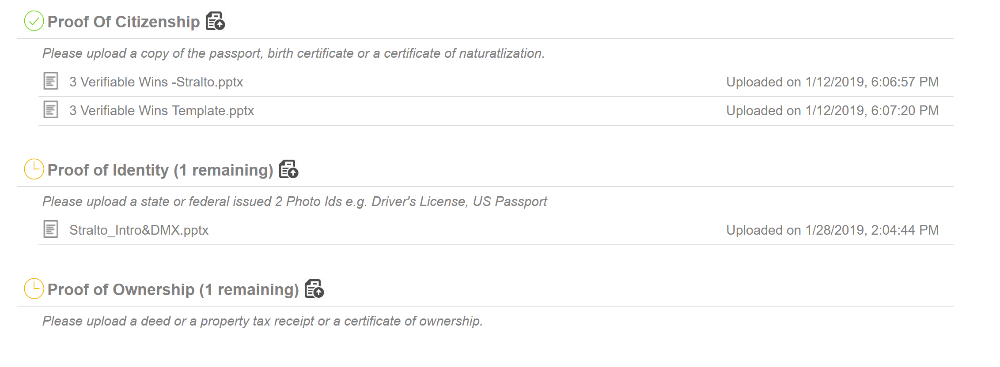 Proof Of Citizenship
Please upload a copy of the passport, birth certificate or a certificate of naturatlization.
3 Verifiable Wins -Stralto.pptx Uploaded on 1/12/2019, 6:06:57 PM
3 Verifiable Wins Template.pptx Uploaded on 1/12/2019, 6:07:20 PM
Proof of Identity (1 remaining)
Please upload a state or federal issued 2 Photo Ids e.g. Driver's License, US Passport
Stralto_Intro&DMX.pptx Uploaded on 1/28/2019, 2:04:44 PM
Proof of Ownership (1 remaining)
Please upload a deed or a property tax receipt or a certificate of ownership.